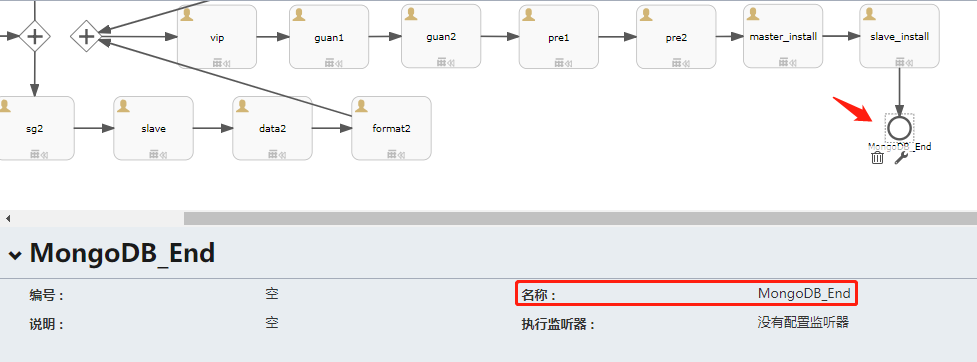 vip
guan1
guan2
pre1
pre2
master_install
slave_install
sg2
slave
data2
format2
MongoDB_End
MongoDB_End
编号： 空
名称： MongoDB_End
说明： 空
执行监听器： 没有配置监听器